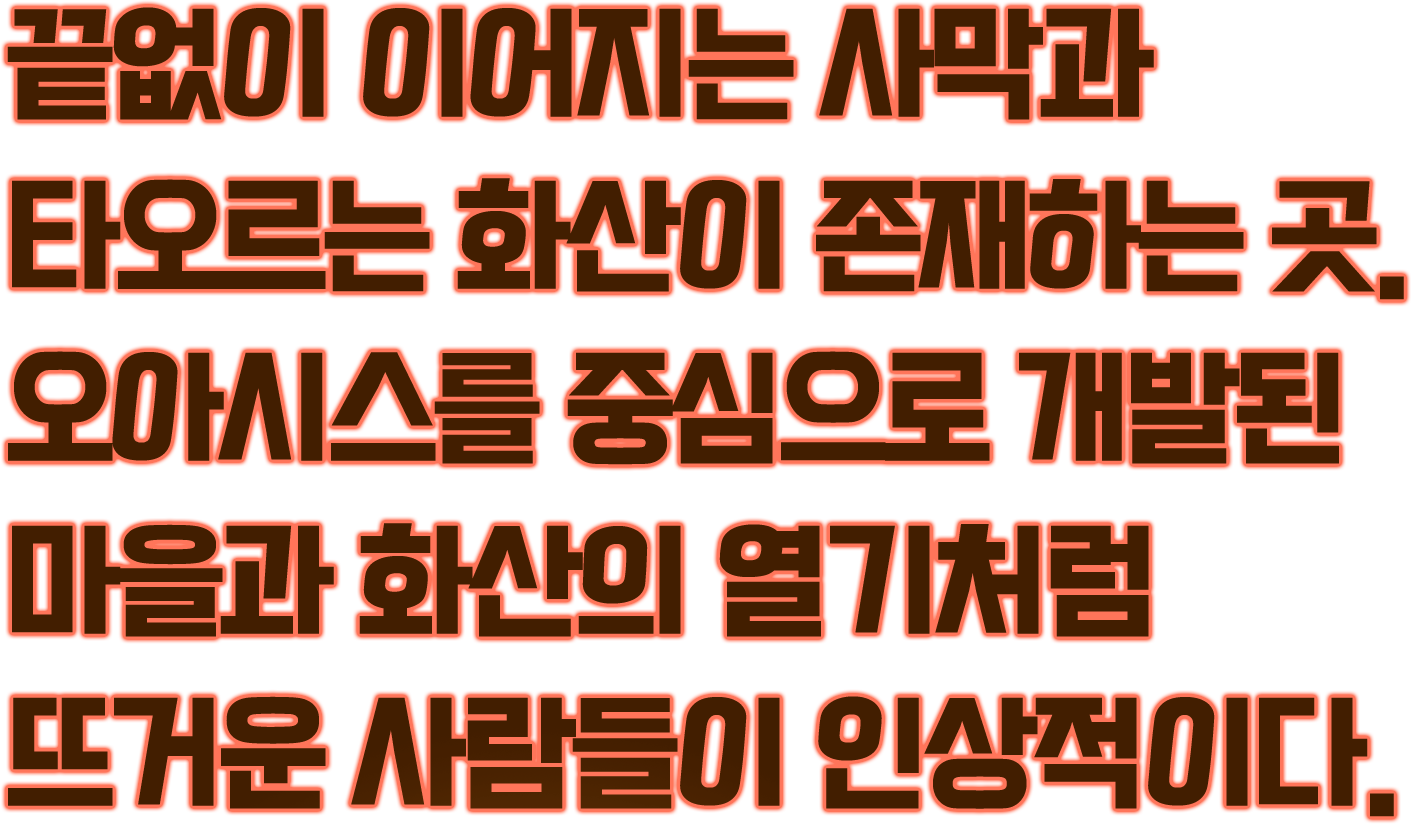 끝없이 이어지는 사막과
타오르는 화산이 존재하는 곳.
오아시스를 중심으로 개발된
마을과 화산의 열기처럼
뜨거운 사람들이 인상적이다.